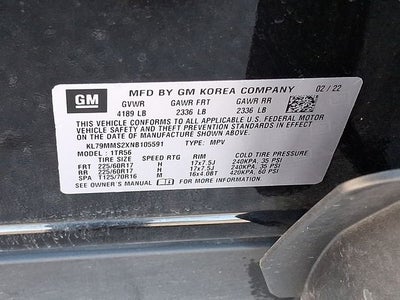 GM
MFD BY GM KOREA COMPANY 02 / 22
GVWR GAWR FRT GAWR RR
4189 LB 2336 LB 2336 LB
THIS VEHICLE CONFORMS TO ALL APPLICABLE U.S. FEDERAL MOTOR
VEHICLE SAFETY, BUMPER, AND THEFT PREVENTION STANDARDS IN EFFECT
ON THE DATE OF MANUFACTURE SHOWN ABOVE.
KL79MMS2XNB105591 TYPE: MPV
MODEL: 1TR56
TIRE SIZE SPEED RTG RIM COLD TIRE PRESSURE
FRT 225/60R17 H 17x7.5J 240KPA, 35 PSI
RR 225/60R17 H 17x7.5J 240KPA, 35 PSI
SPA T125/70R16 M 16x4.0BT 420KPA, 60 PSI
SEE OWNER'S MANUAL FOR MORE INFORMATION.